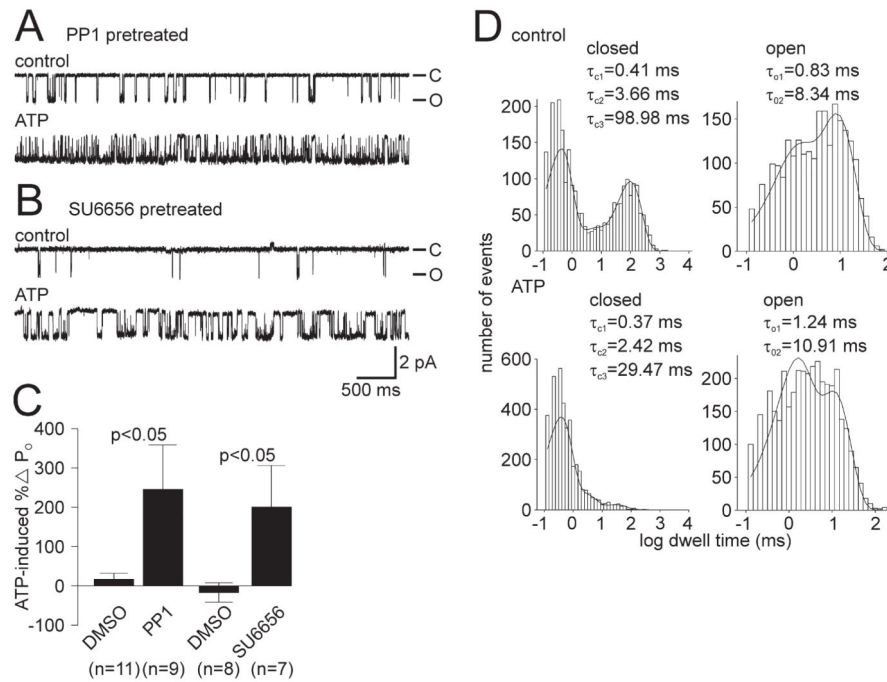 A PP1 pretreated
control
C
O
ATP
B SU6656 pretreated
control
C
O
ATP
2 pA
500 ms
C
ATP-induced %△ Po
400
300
200
100
0
-100
p<0.05
p<0.05
DMSO
PP1
DMSO
SU6656
(n=11) (n=9) (n=8) (n=7)
D control
closed
τc1=0.41 ms
τc2=3.66 ms
τc3=98.98 ms
200
150
100
50
0
-1 0 1 2 3 4
open
τo1=0.83 ms
τ02=8.34 ms
150
100
50
0
-1 0 1 2
number of events
ATP
closed
τc1=0.37 ms
τc2=2.42 ms
τc3=29.47 ms
600
400
200
0
-1 0 1 2 3 4
open
τo1=1.24 ms
τ02=10.91 ms
200
150
100
50
0
-1 0 1 2
log dwell time (ms)